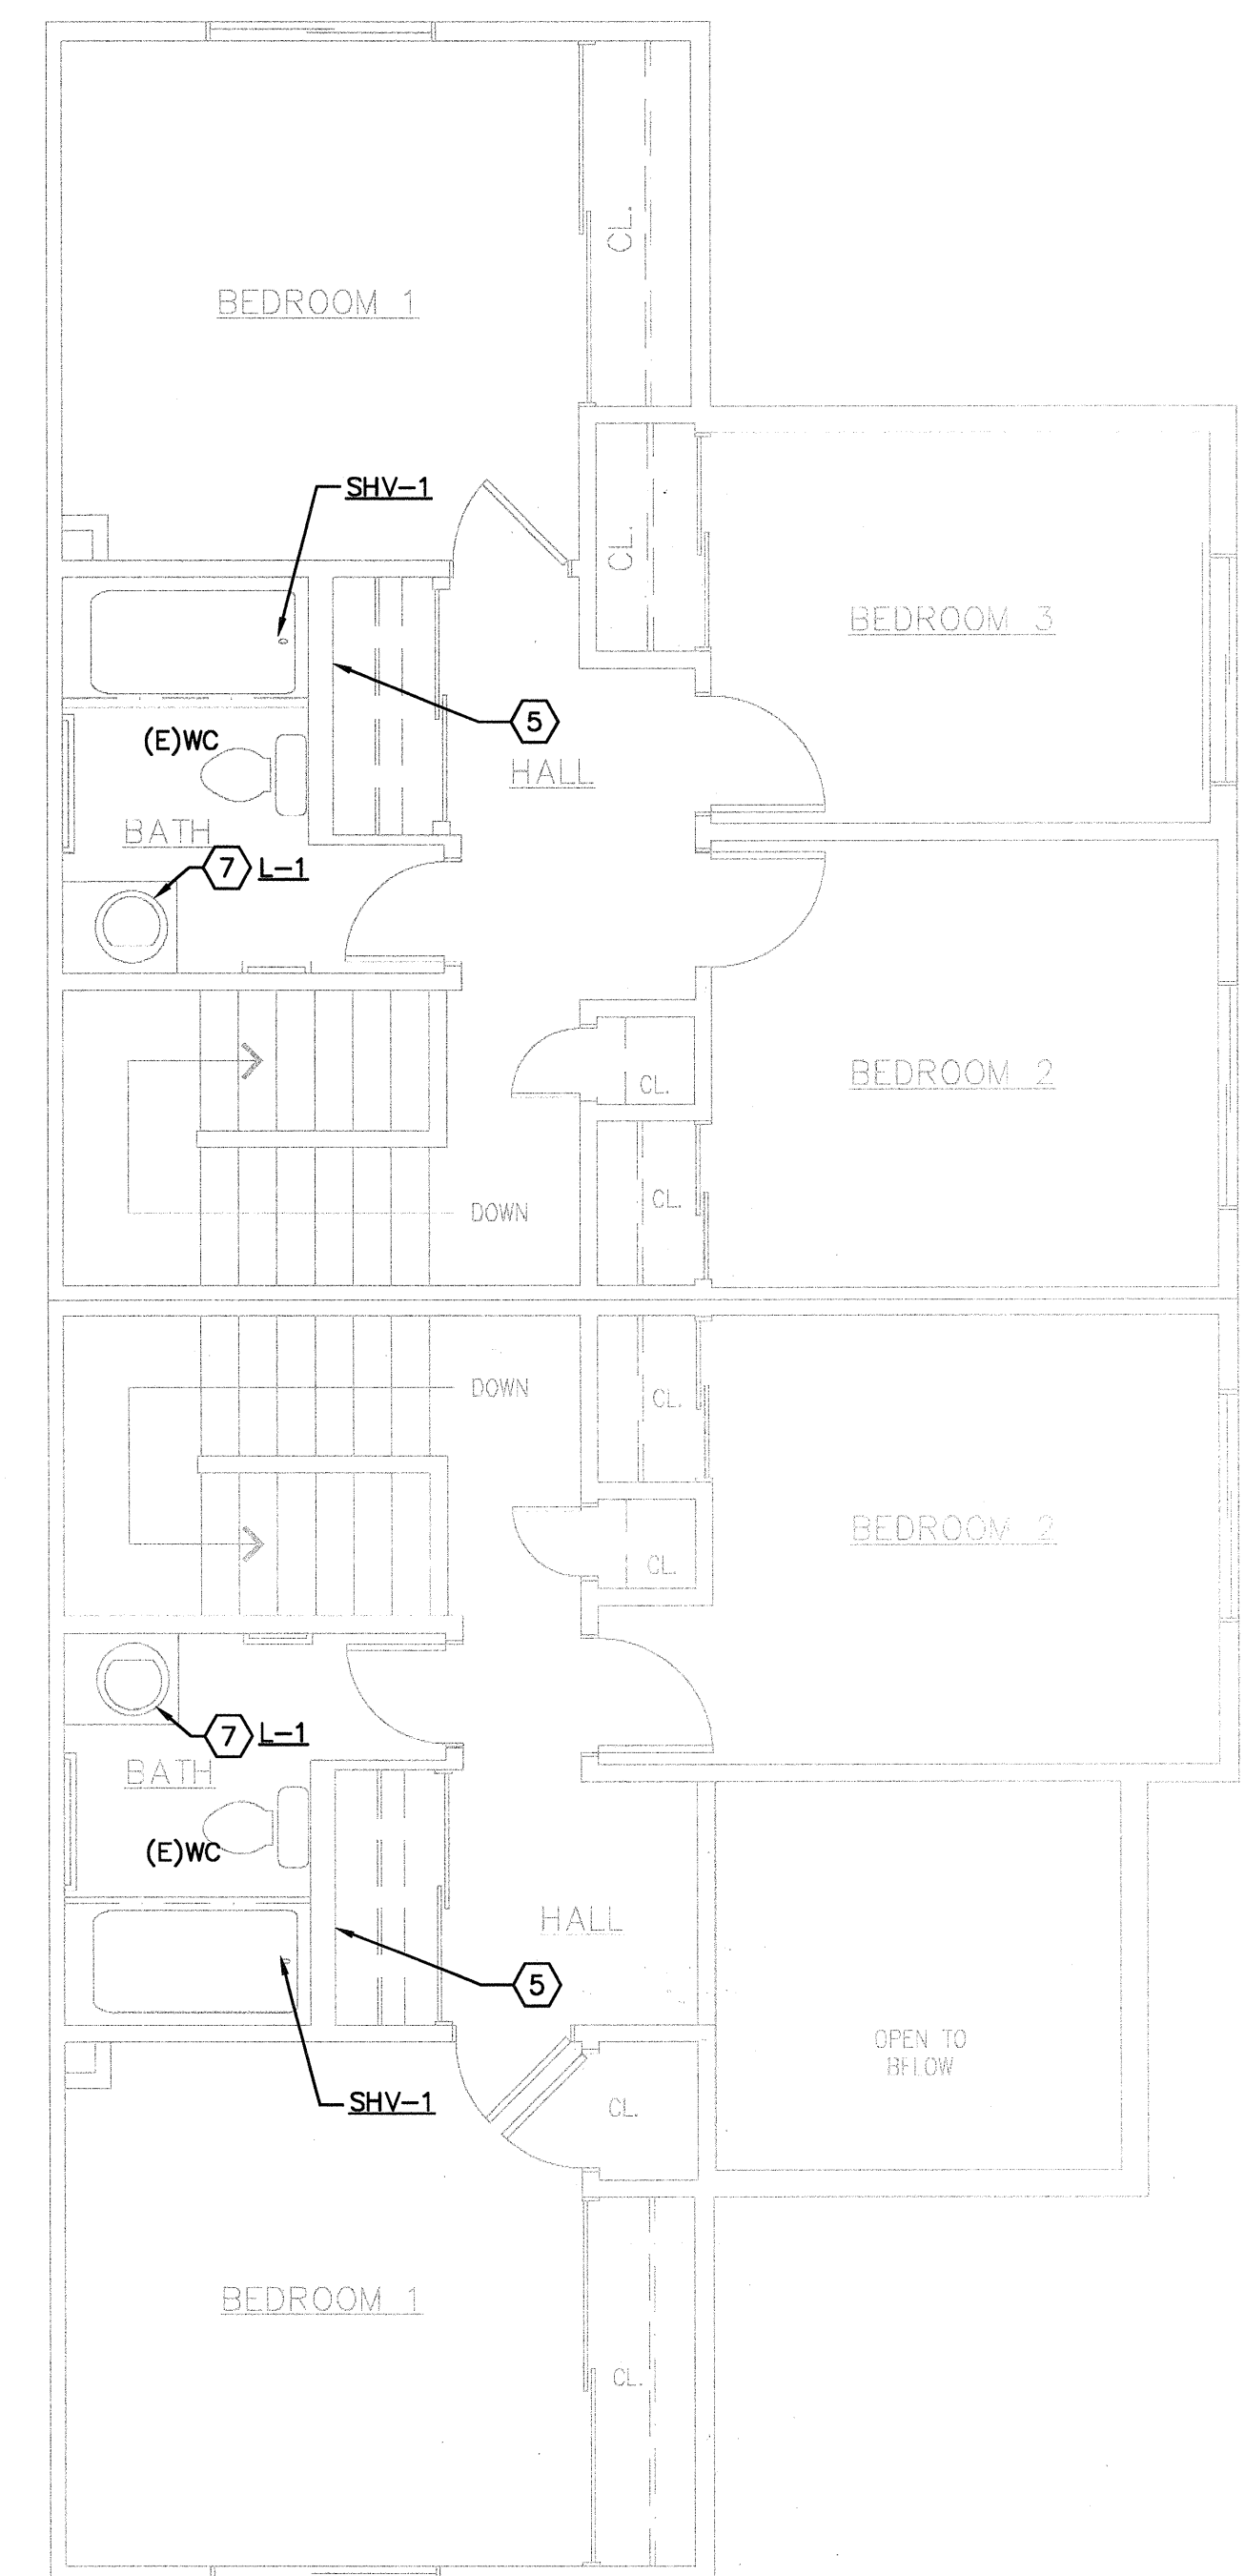 CL.
BEDROOM 1
SHV-1
CL.
BEDROOM 3
5
(E)WC
HALL
BATH
7 L-1
BEDROOM 2
CL.
CL.
DOWN
DOWN
CL.
BEDROOM 2
CL.
7 L-1
BATH
(E)WC
HALL
5
OPEN TO
BELOW
SHV-1
CL.
BEDROOM 1
CL.